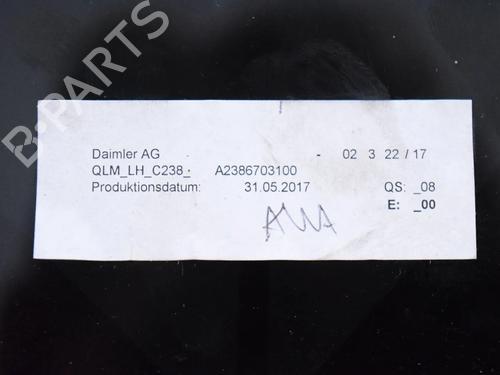 B-PARTS
Daimler AG - 02 3 22 / 17
QLM_LH_C238_- A2386703100
Produktionsdatum: 31.05.2017 QS: _08
E: _00